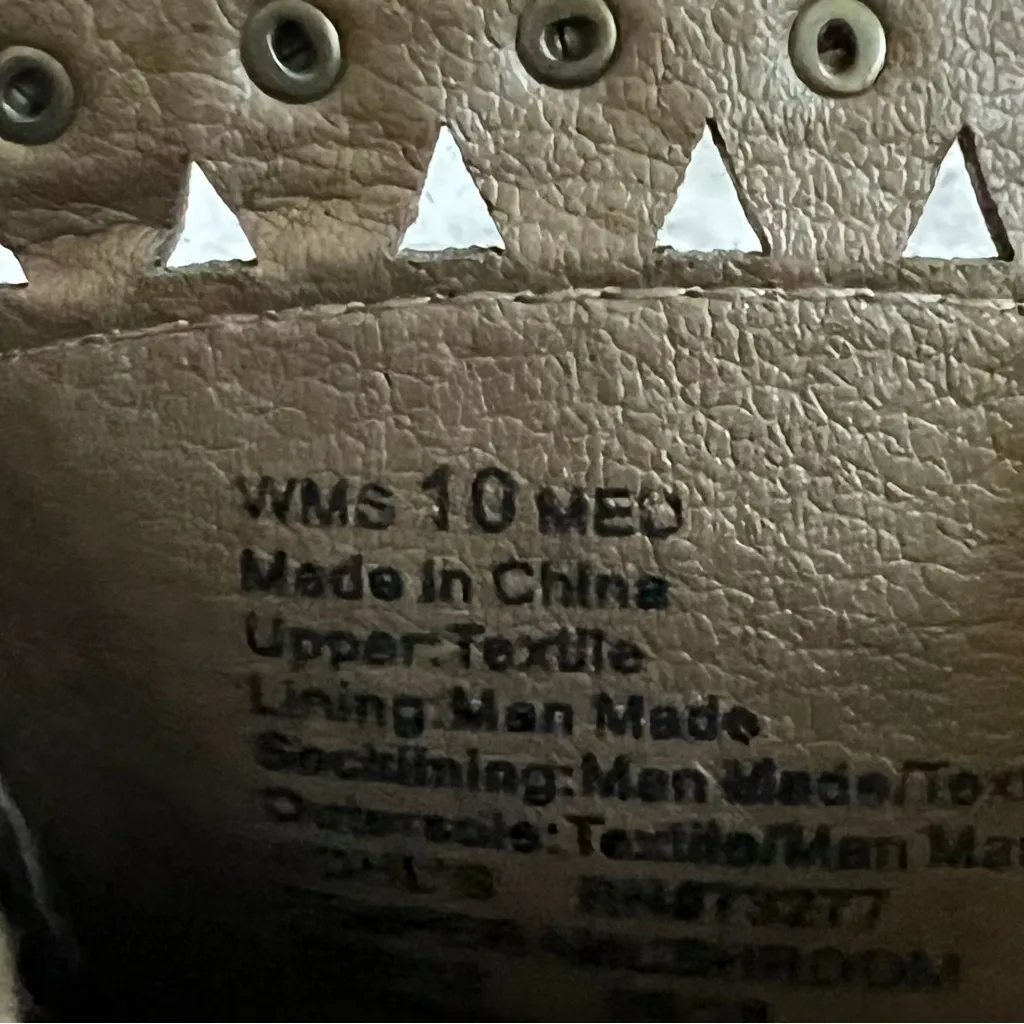 WMS 10 MED
Made In China
Upper:Textile
Lining:Man Made
Socklining:Man Made/Tex
Outersole:Textile/Man Ma
MUSHROOM